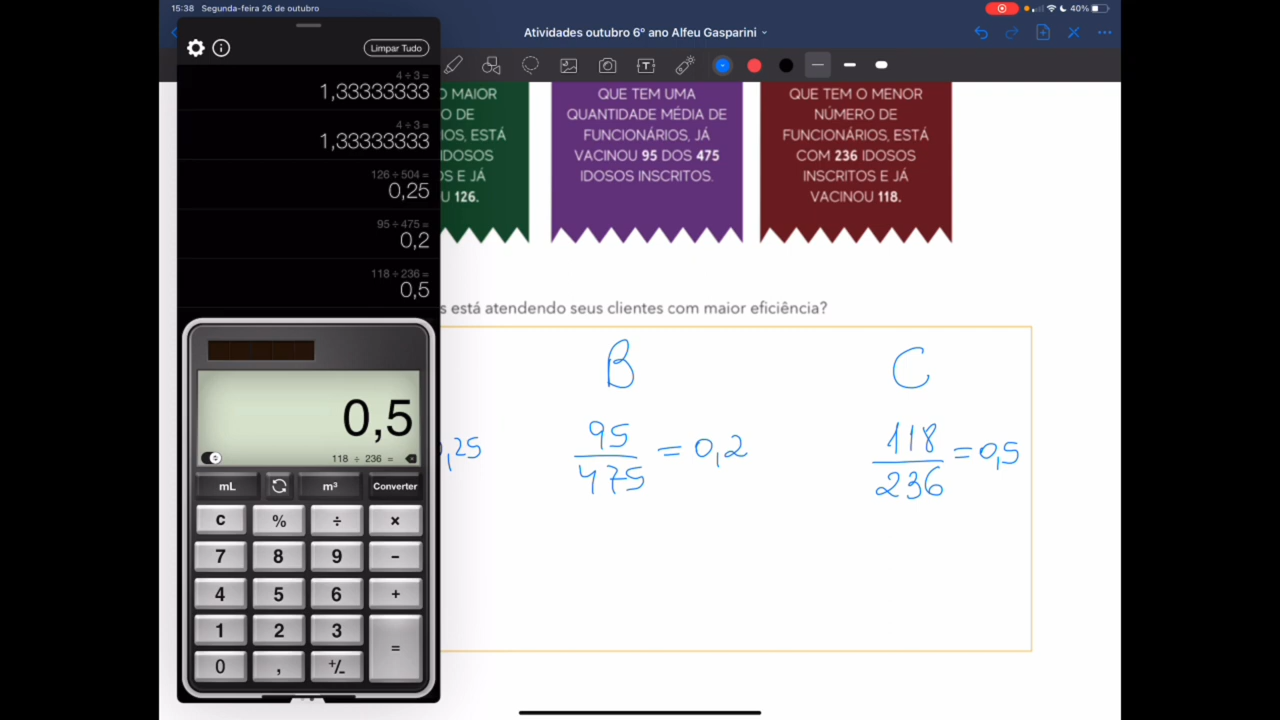 15:38 Segunda-feira 26 de outubro
40%
Atividades outubro 6º ano Alfeu Gasparini
Limpar Tudo
4÷3=
1,33333333
4÷3=
1,33333333
126÷504=
0,25
95÷475=
0,2
118÷236=
0,5
0,5
118 ÷ 236 =
mL
m³
Converter
C
%
÷
×
7
8
9
−
4
5
6
+
1
2
3
=
0
,
+/_
MAIOR
O DE
IOS, ESTÁ
IDOSOS
S E JÁ
U 126.
QUE TEM UMA
QUANTIDADE MÉDIA DE
FUNCIONÁRIOS, JÁ
VACINOU 95 DOS 475
IDOSOS INSCRITOS.
QUE TEM O MENOR
NÚMERO DE
FUNCIONÁRIOS, ESTÁ
COM 236 IDOSOS
INSCRITOS E JÁ
VACINOU 118.
s está atendendo seus clientes com maior eficiência?
,25
B
95
475
= 0,2
C
118
236
= 0,5